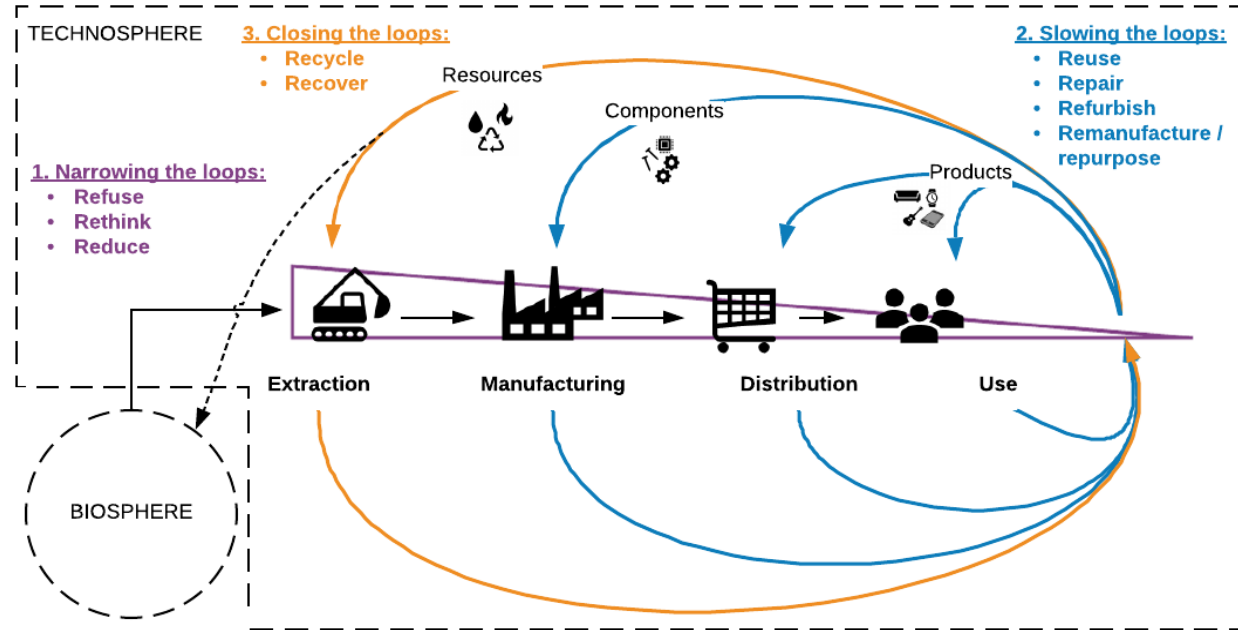 TECHNOSPHERE
3. Closing the loops:
• Recycle
• Recover
2. Slowing the loops:
• Reuse
• Repair
• Refurbish
• Remanufacture /
repurpose
Resources
Components
Products
1. Narrowing the loops:
• Refuse
• Rethink
• Reduce
Extraction
Manufacturing
Distribution
Use
BIOSPHERE